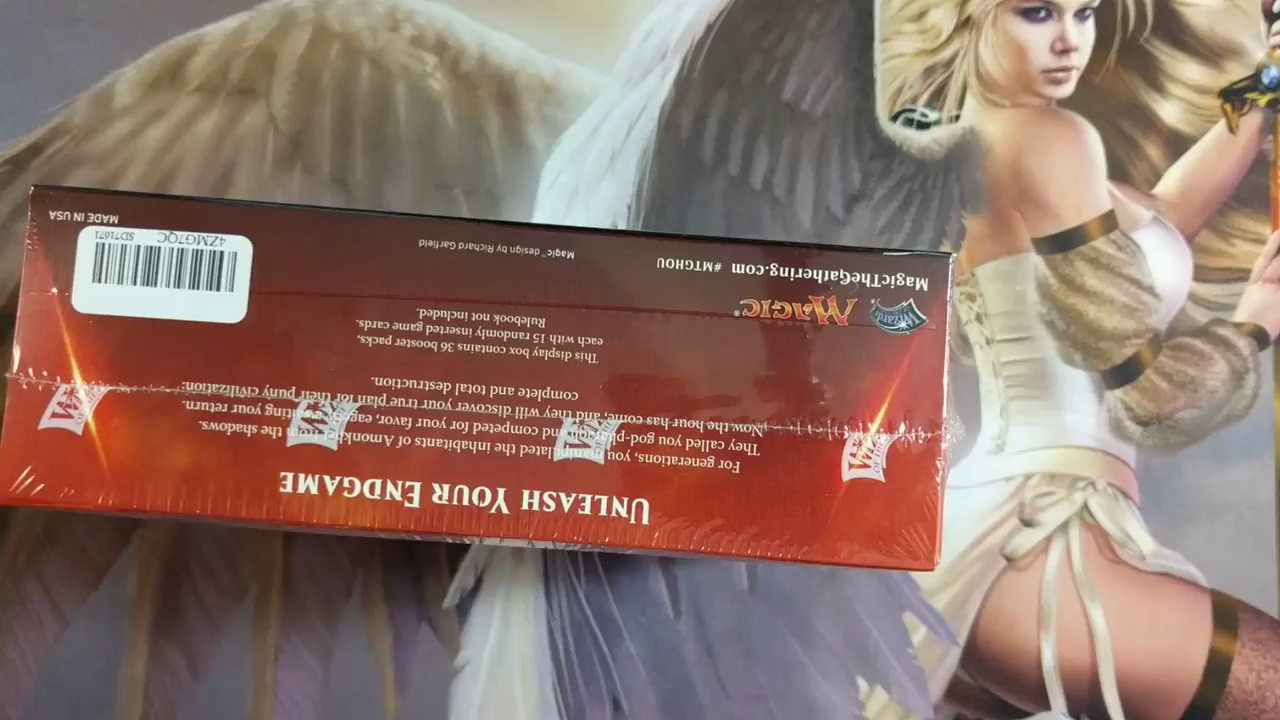 UNLEASH YOUR ENDGAME
For generations, you manipulated the inhabitants of Amonkhet from the shadows.
They called you god-pharaoh and competed for your favor, eagerly awaiting your return.
Now the hour has come, and they will discover your true plan for their puny civilization:
complete and total destruction.
This display box contains 36 booster packs,
each with 15 randomly inserted game cards.
Rulebook not included.
Wizards
MAGIC®
MagicTheGathering.com #MTGHOU
Magic™ design by Richard Garfield
4ZMG7QC SD71671
MADE IN USA